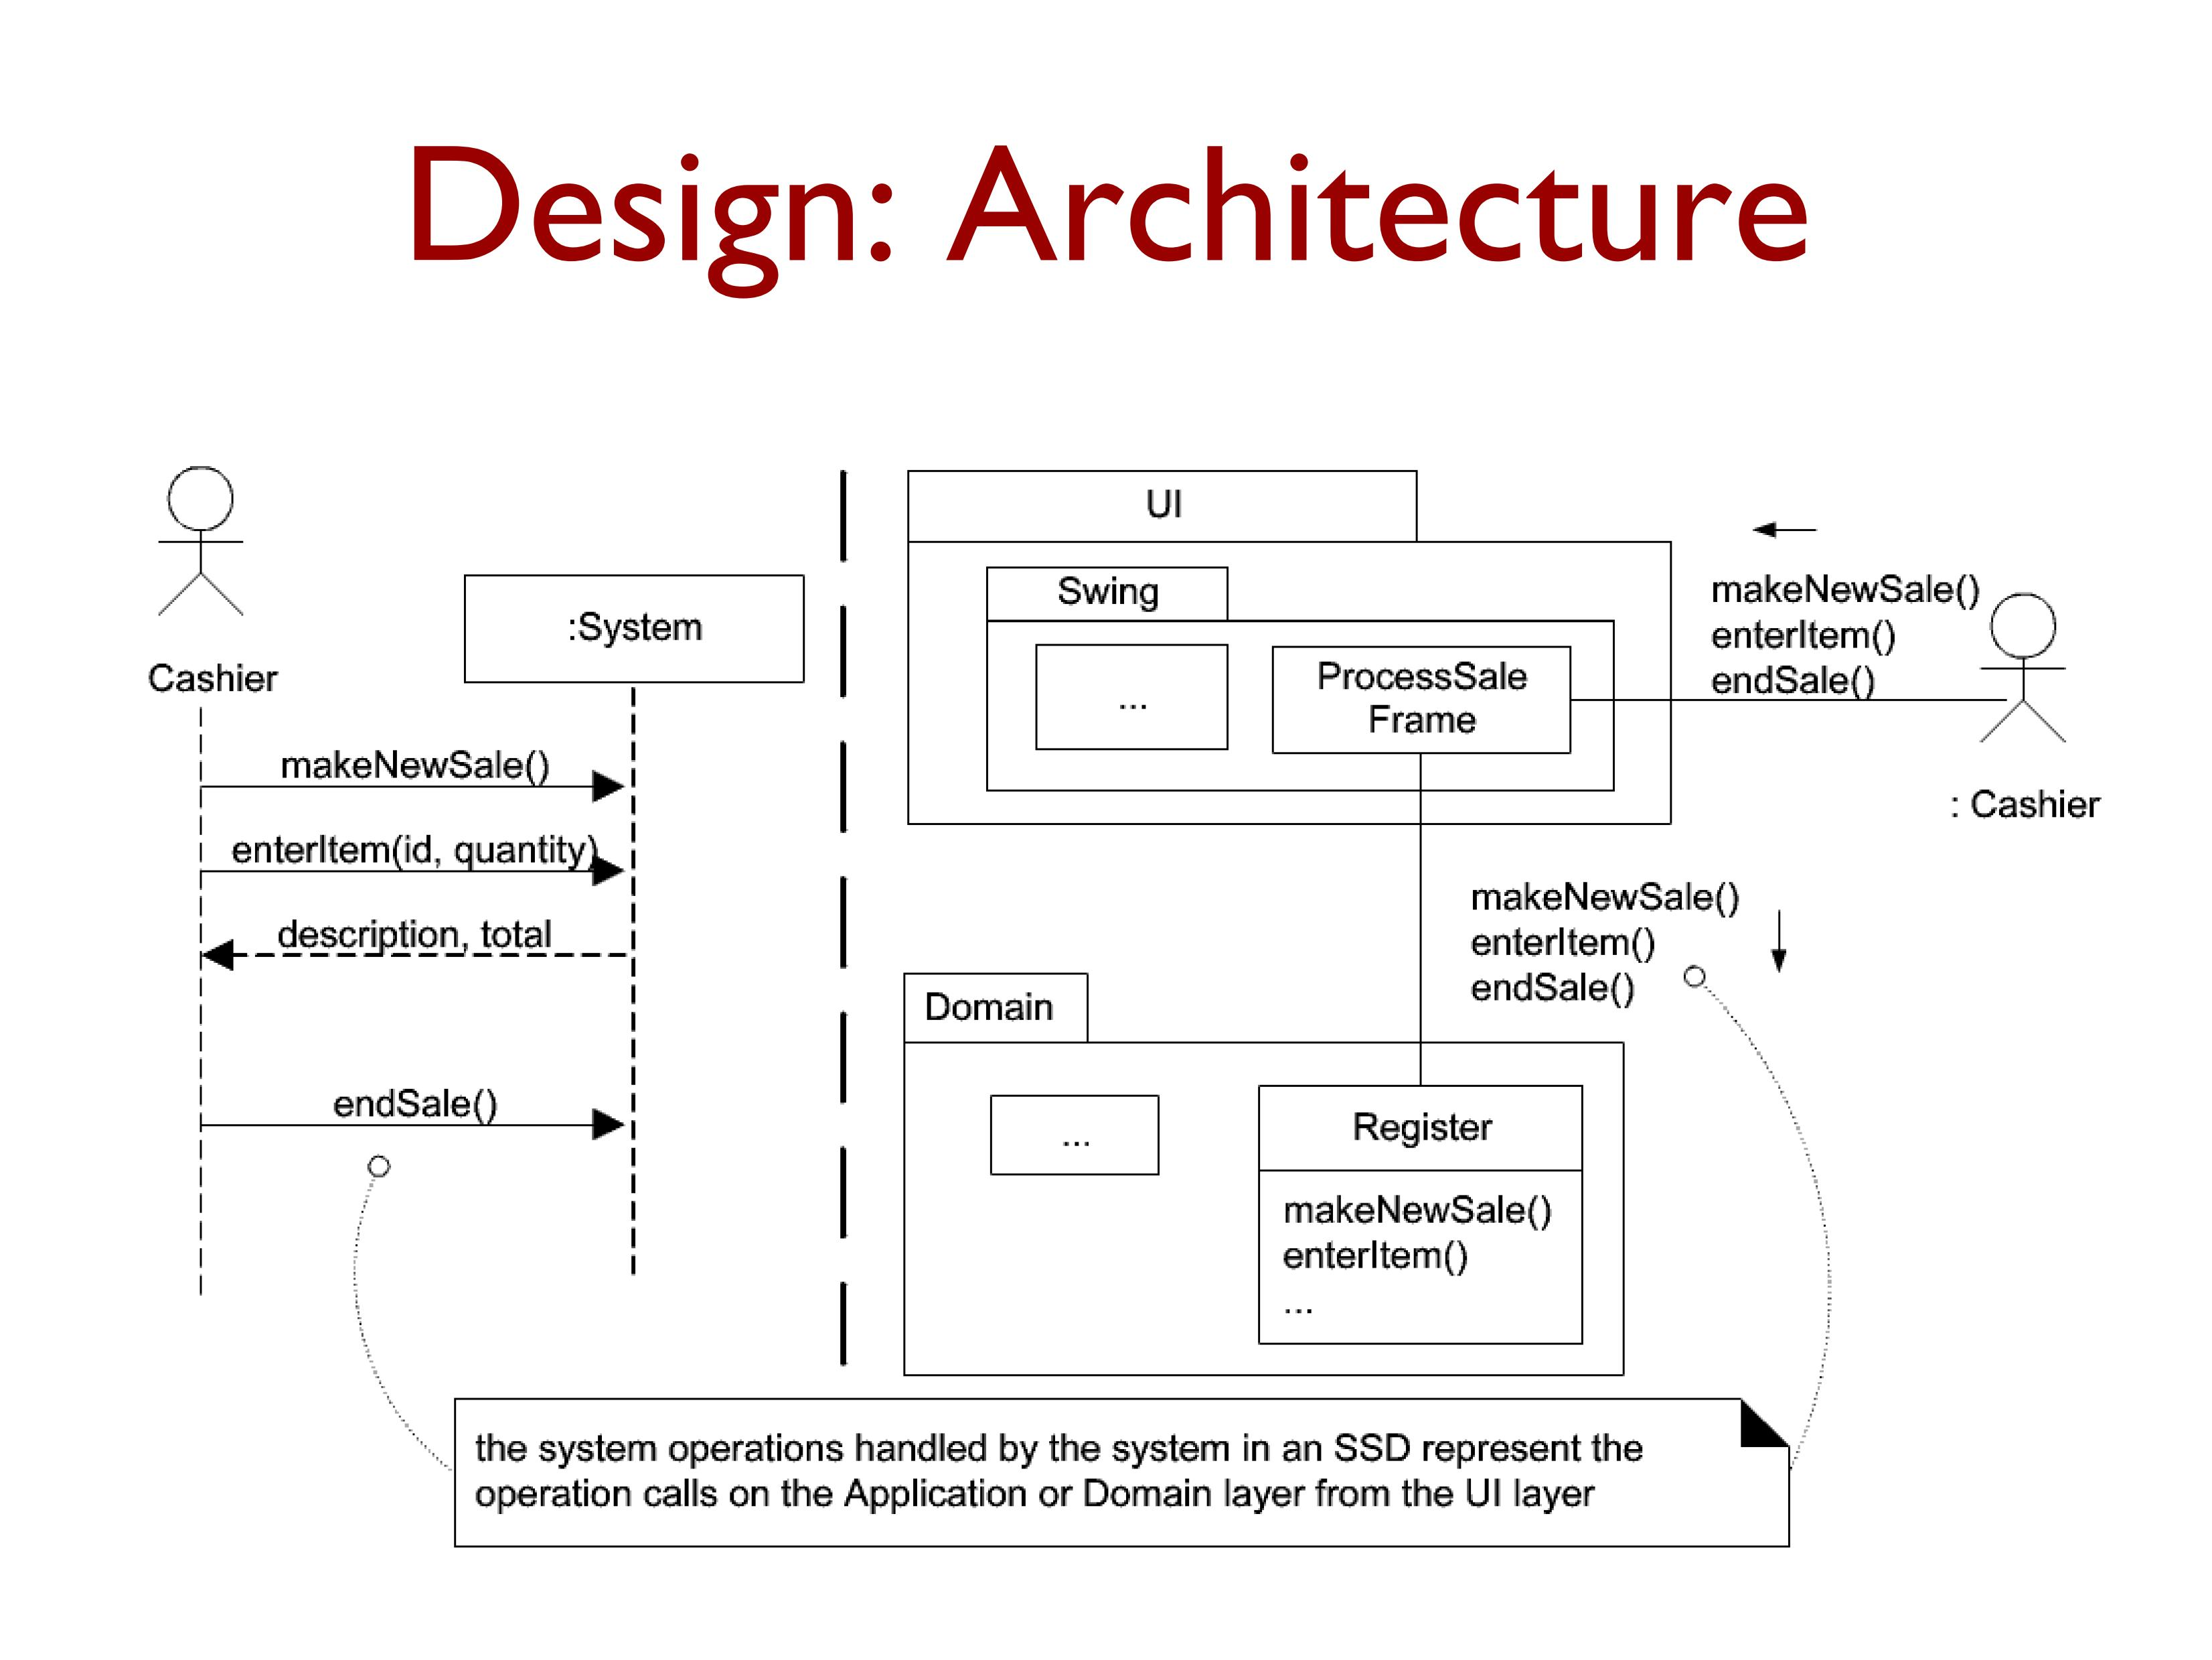 Design: Architecture
Cashier
:System
makeNewSale()
enterItem(id, quantity)
description, total
endSale()
UI
Swing
...
ProcessSale
Frame
makeNewSale()
enterItem()
endSale()
: Cashier
makeNewSale()
enterItem()
endSale()
Domain
...
Register
makeNewSale()
enterItem()
...
the system operations handled by the system in an SSD represent the
operation calls on the Application or Domain layer from the UI layer